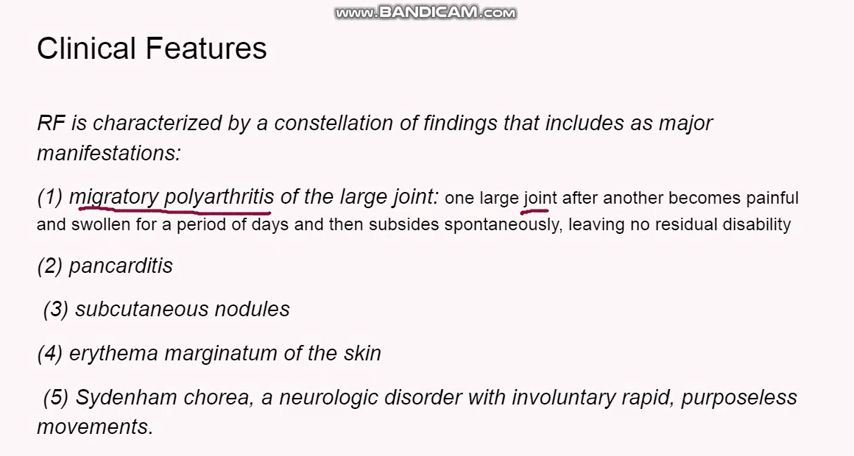 www.BANDICAM.com
Clinical Features
RF is characterized by a constellation of findings that includes as major
manifestations:
(1) migratory polyarthritis of the large joint: one large joint after another becomes painful
and swollen for a period of days and then subsides spontaneously, leaving no residual disability
(2) pancarditis
(3) subcutaneous nodules
(4) erythema marginatum of the skin
(5) Sydenham chorea, a neurologic disorder with involuntary rapid, purposeless
movements.